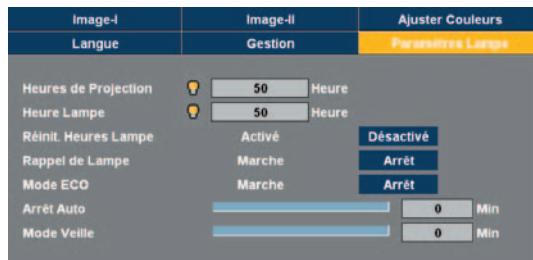 Image-I Image-II Ajuster Couleurs
Langue Gestion Paramètres Lampe
Heures de Projection 50 Heure
Heure Lampe 50 Heure
Réinit. Heures Lampe Activé Désactivé
Rappel de Lampe Marche Arrêt
Mode ECO Marche Arrêt
Arrêt Auto 0 Min
Mode Veille 0 Min